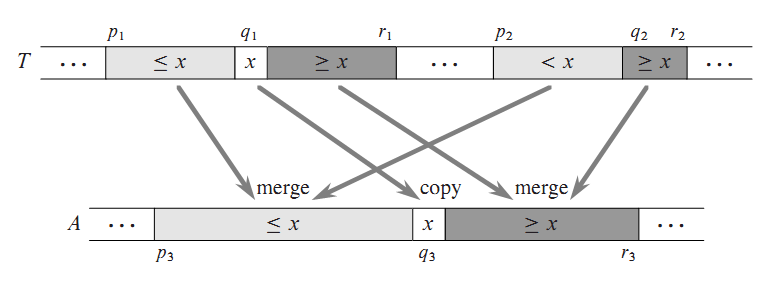 p₁ q₁ r₁ p₂ q₂ r₂
T ··· ≤ x x ≥ x ··· < x ≥ x ···
merge copy merge
A ··· ≤ x x ≥ x ···
p₃ q₃ r₃